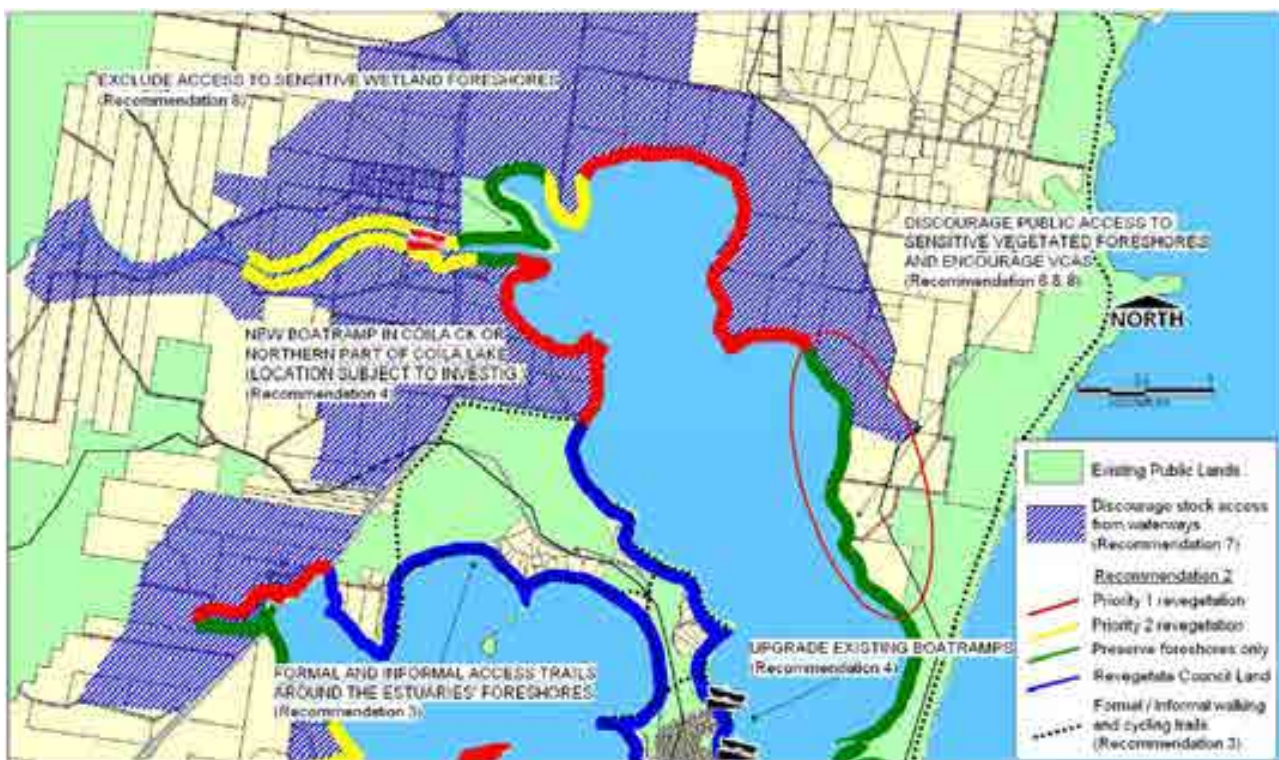 EXCLUDE ACCESS TO SENSITIVE WETLAND FORESHORES
(Recommendation 8)
DISCOURAGE PUBLIC ACCESS TO
SENSITIVE VEGETATED FORESHORES
AND ENCOURAGE VCAS
(Recommendation 6 & 8)
NORTH
NEW BOATRAMP IN COILA CK OR
NORTHERN PART OF COILA LAKE
(LOCATION SUBJECT TO INVESTIG.)
(Recommendation 4)
FORMAL AND INFORMAL ACCESS TRAILS
AROUND THE ESTUARIES' FORESHORES
(Recommendation 3)
UPGRADE EXISTING BOATRAMPS
(Recommendation 4)
Existing Public Lands
Discourage stock access
from waterways
(Recommendation 7)
Recommendation 2
Priority 1 revegetation
Priority 2 revegetation
Preserve foreshores only
Revegetate Council Land
Formal / Informal walking
and cycling trails
(Recommendation 3)